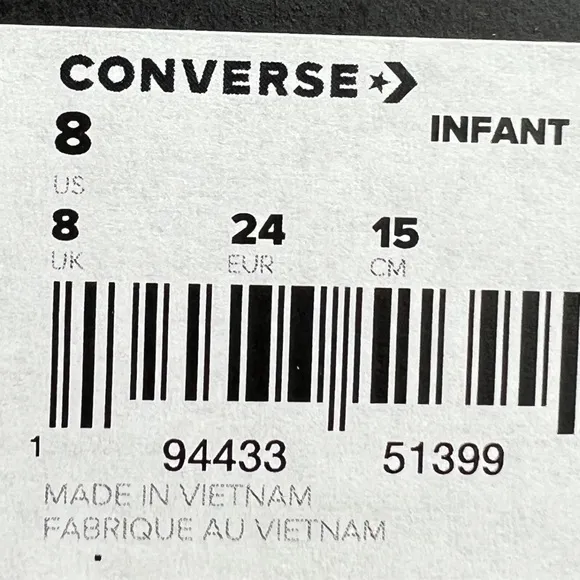 CONVERSE
8 INFANT
US
8 24 15
UK EUR CM
1 94433 51399
MADE IN VIETNAM
FABRIQUE AU VIETNAM